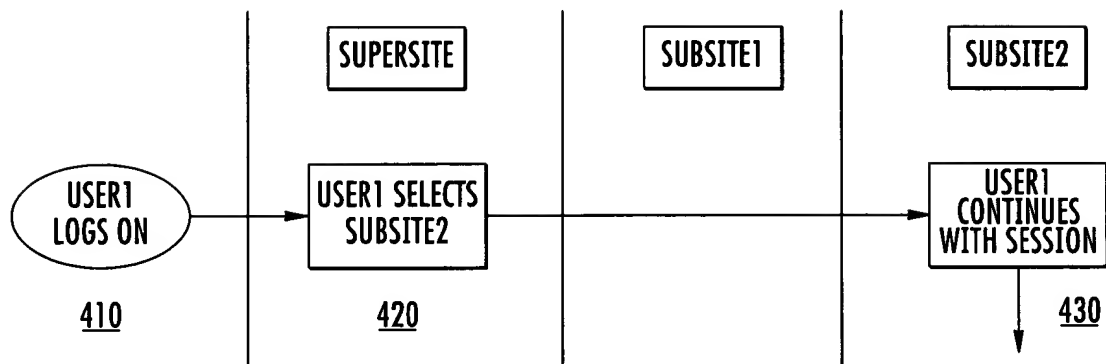 SUPERSITE
SUBSITE1
SUBSITE2
USER1
LOGS ON
USER1 SELECTS
SUBSITE2
USER1
CONTINUES
WITH SESSION
410
420
430